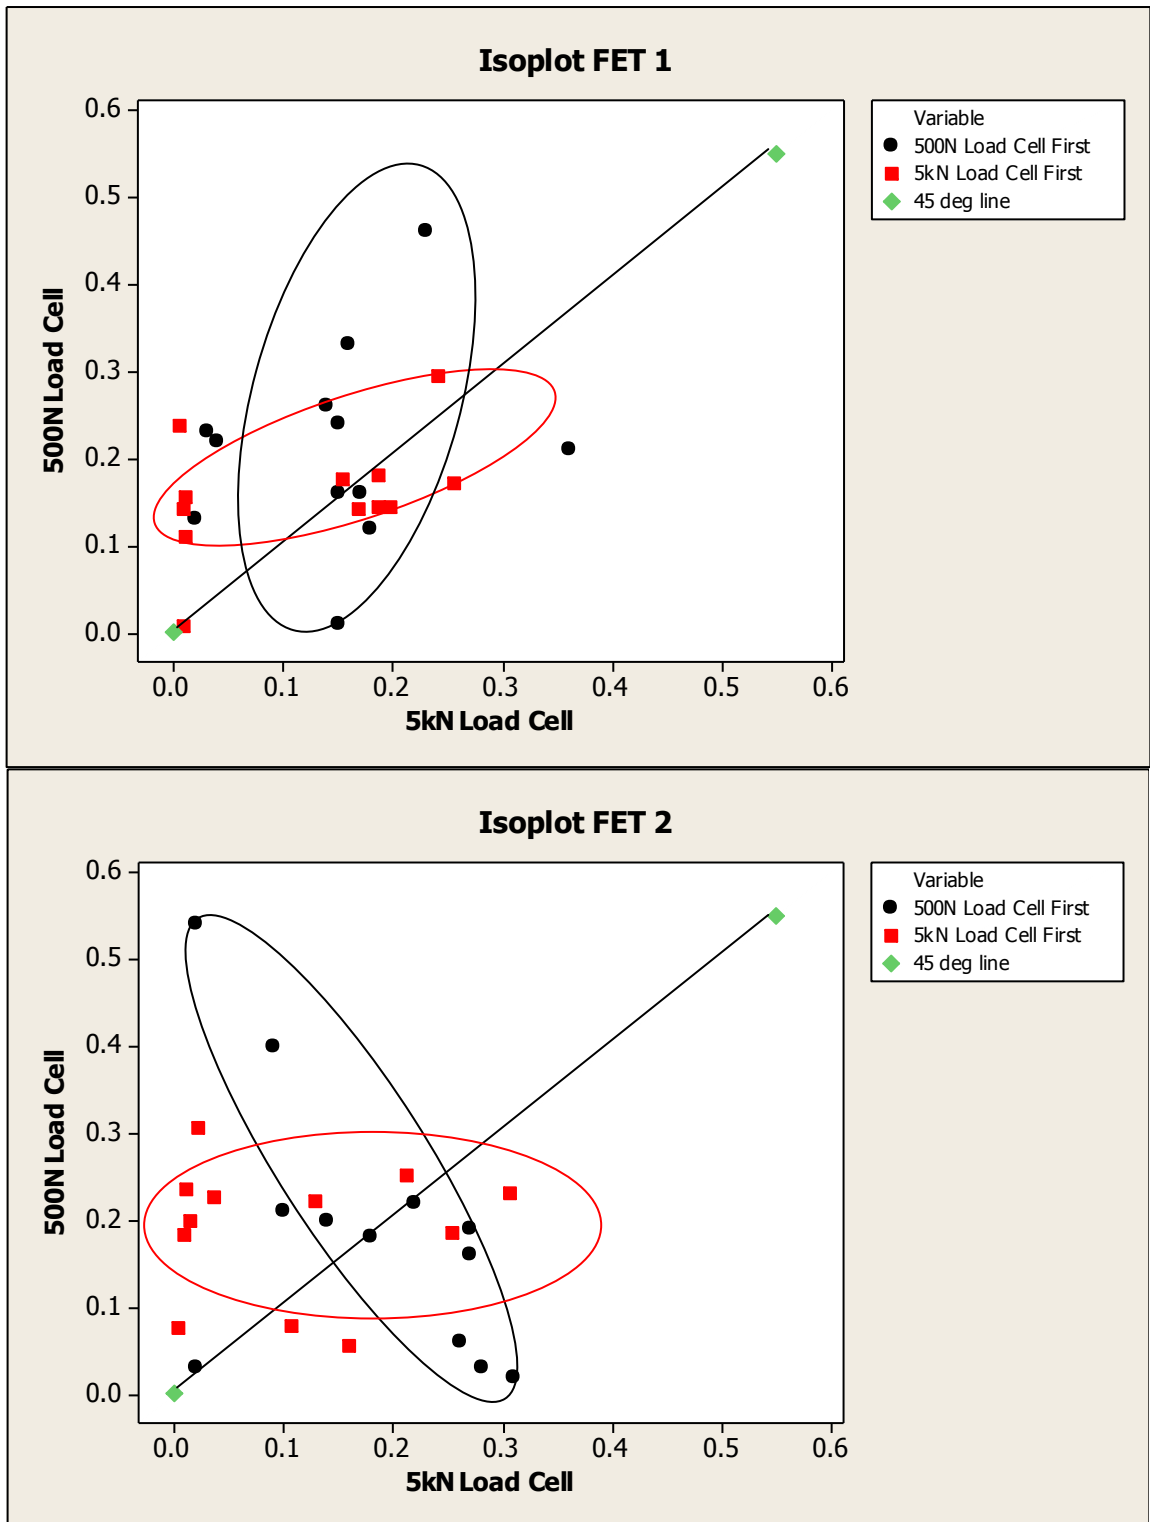 Isoplot FET 1
0.6
0.5
0.4
0.3
0.2
0.1
0.0
500N Load Cell
0.0 0.1 0.2 0.3 0.4 0.5 0.6
5kN Load Cell
Variable
500N Load Cell First
5kN Load Cell First
45 deg line
Isoplot FET 2
0.6
0.5
0.4
0.3
0.2
0.1
0.0
500N Load Cell
0.0 0.1 0.2 0.3 0.4 0.5 0.6
5kN Load Cell
Variable
500N Load Cell First
5kN Load Cell First
45 deg line